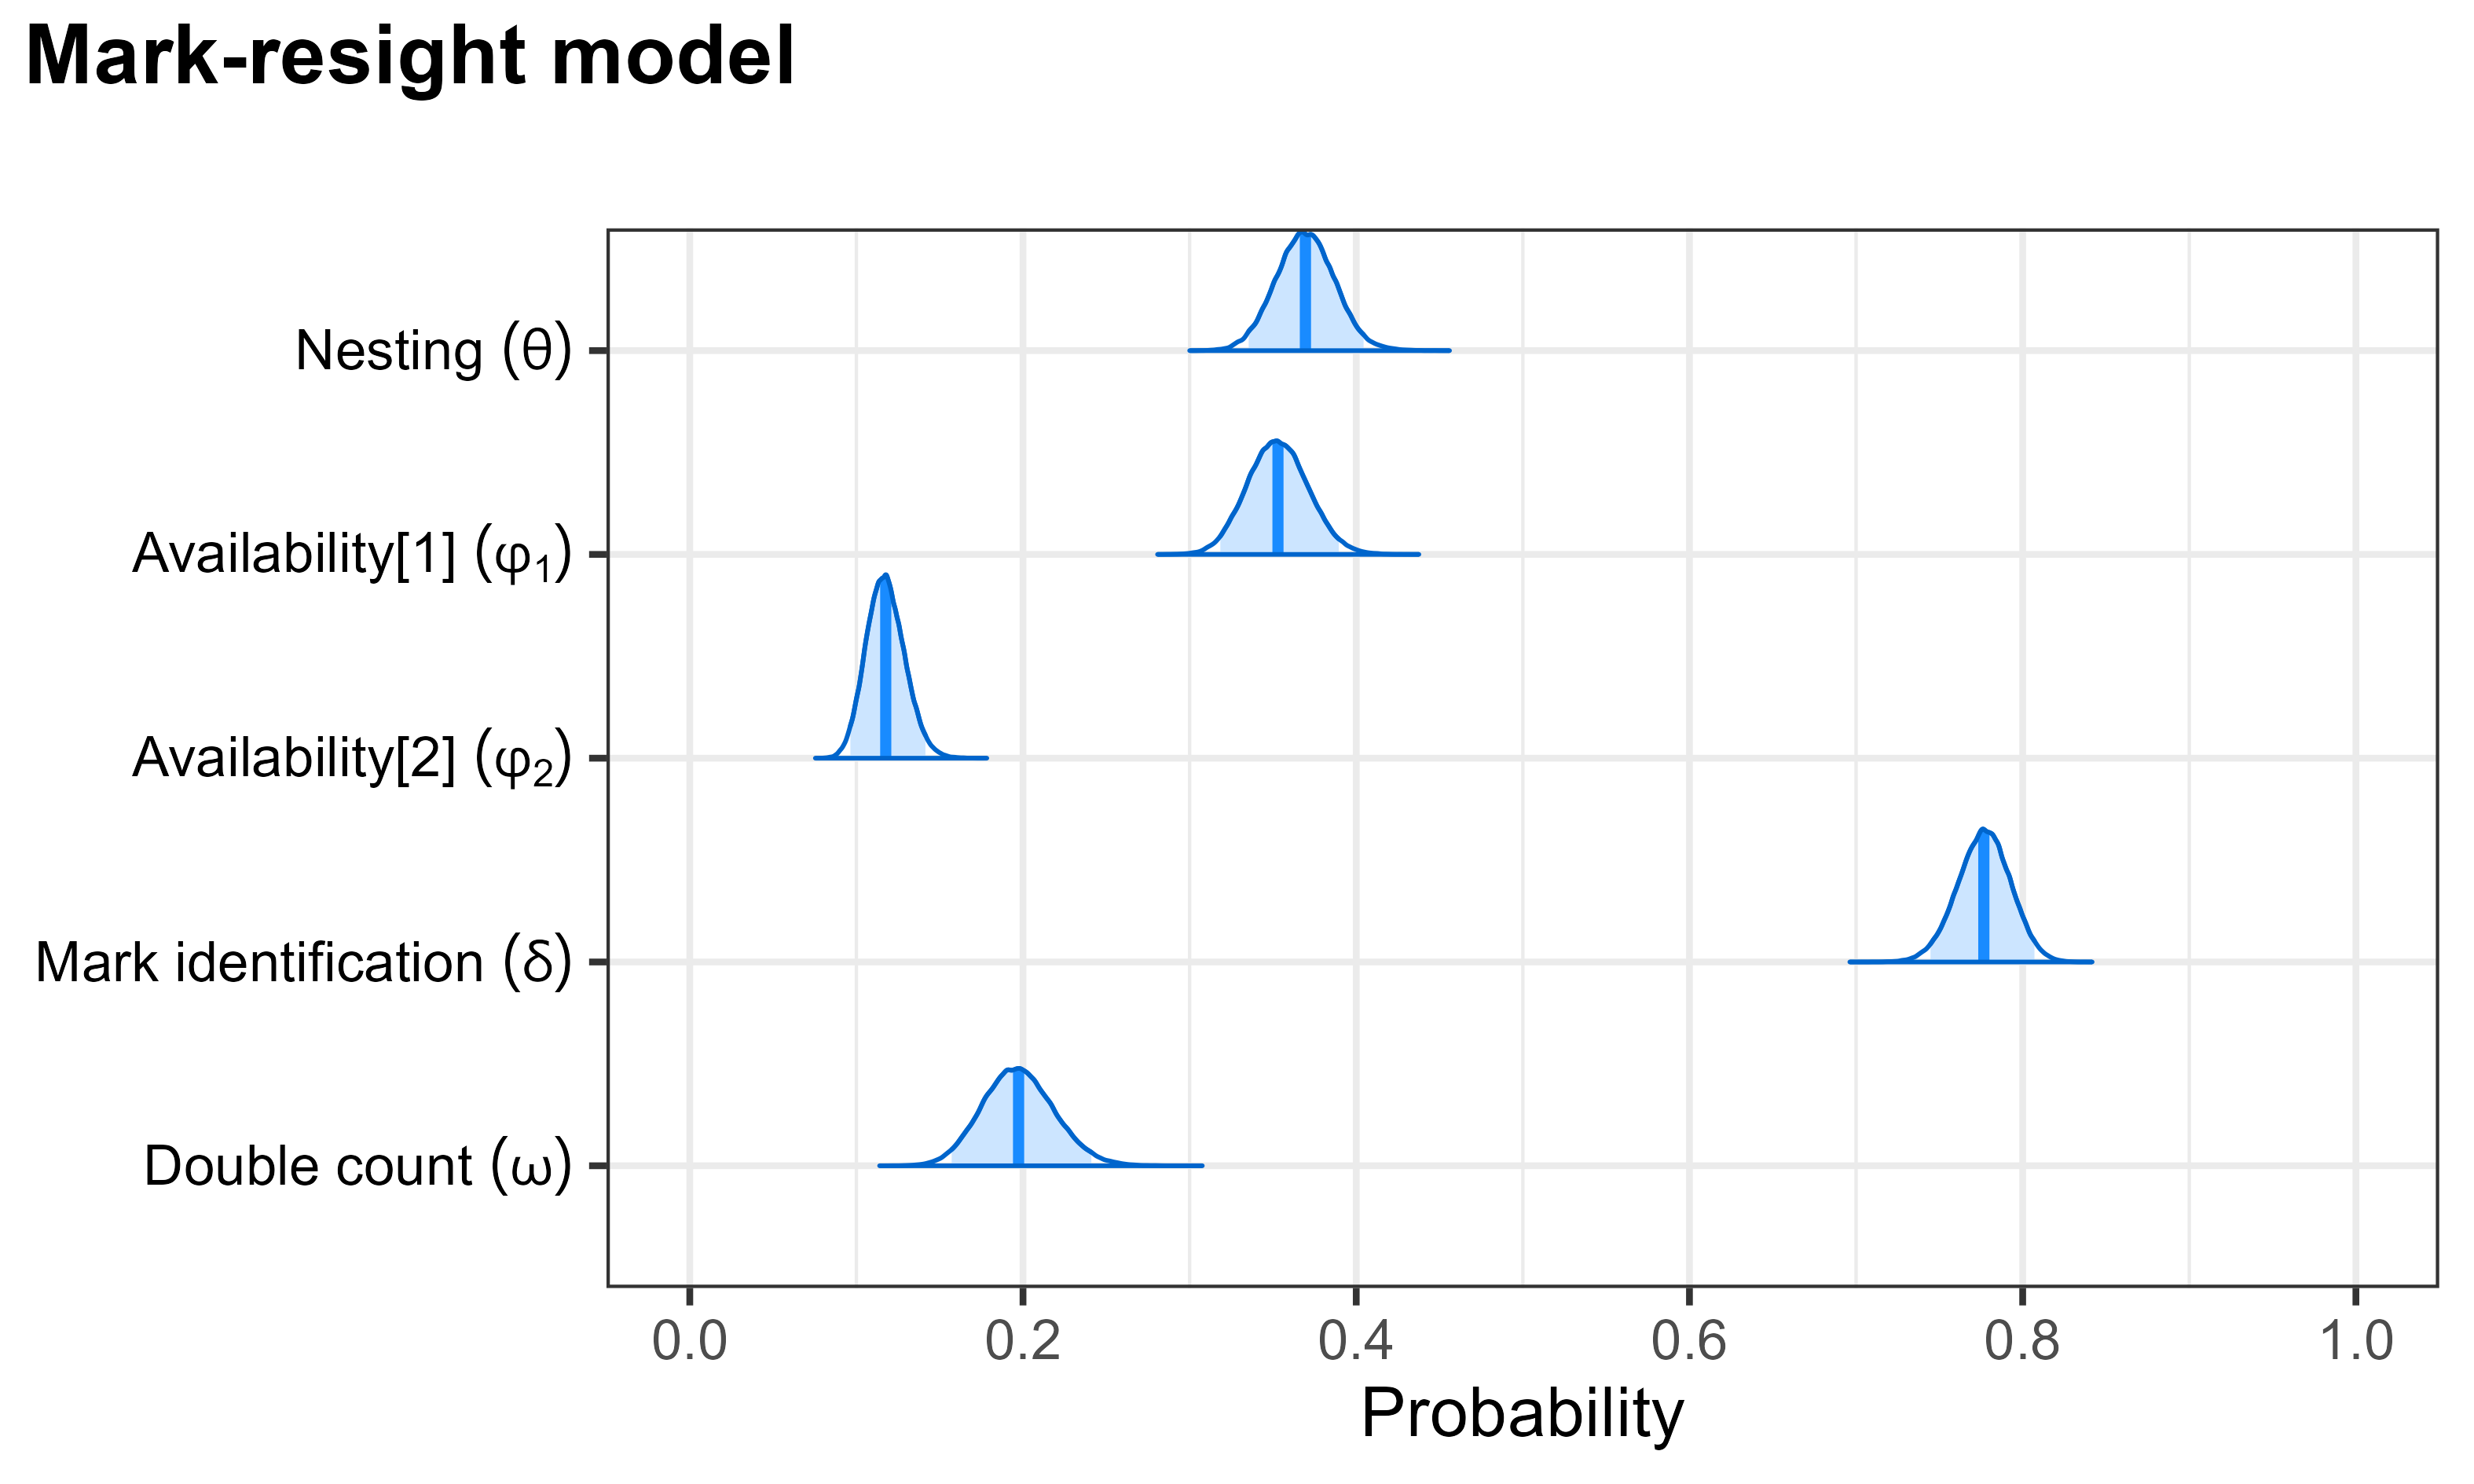 Mark-resight model
Nesting (θ)
Availability[1] (φ₁)
Availability[2] (φ₂)
Mark identification (δ)
Double count (ω)
0.0 0.2 0.4 0.6 0.8 1.0
Probability